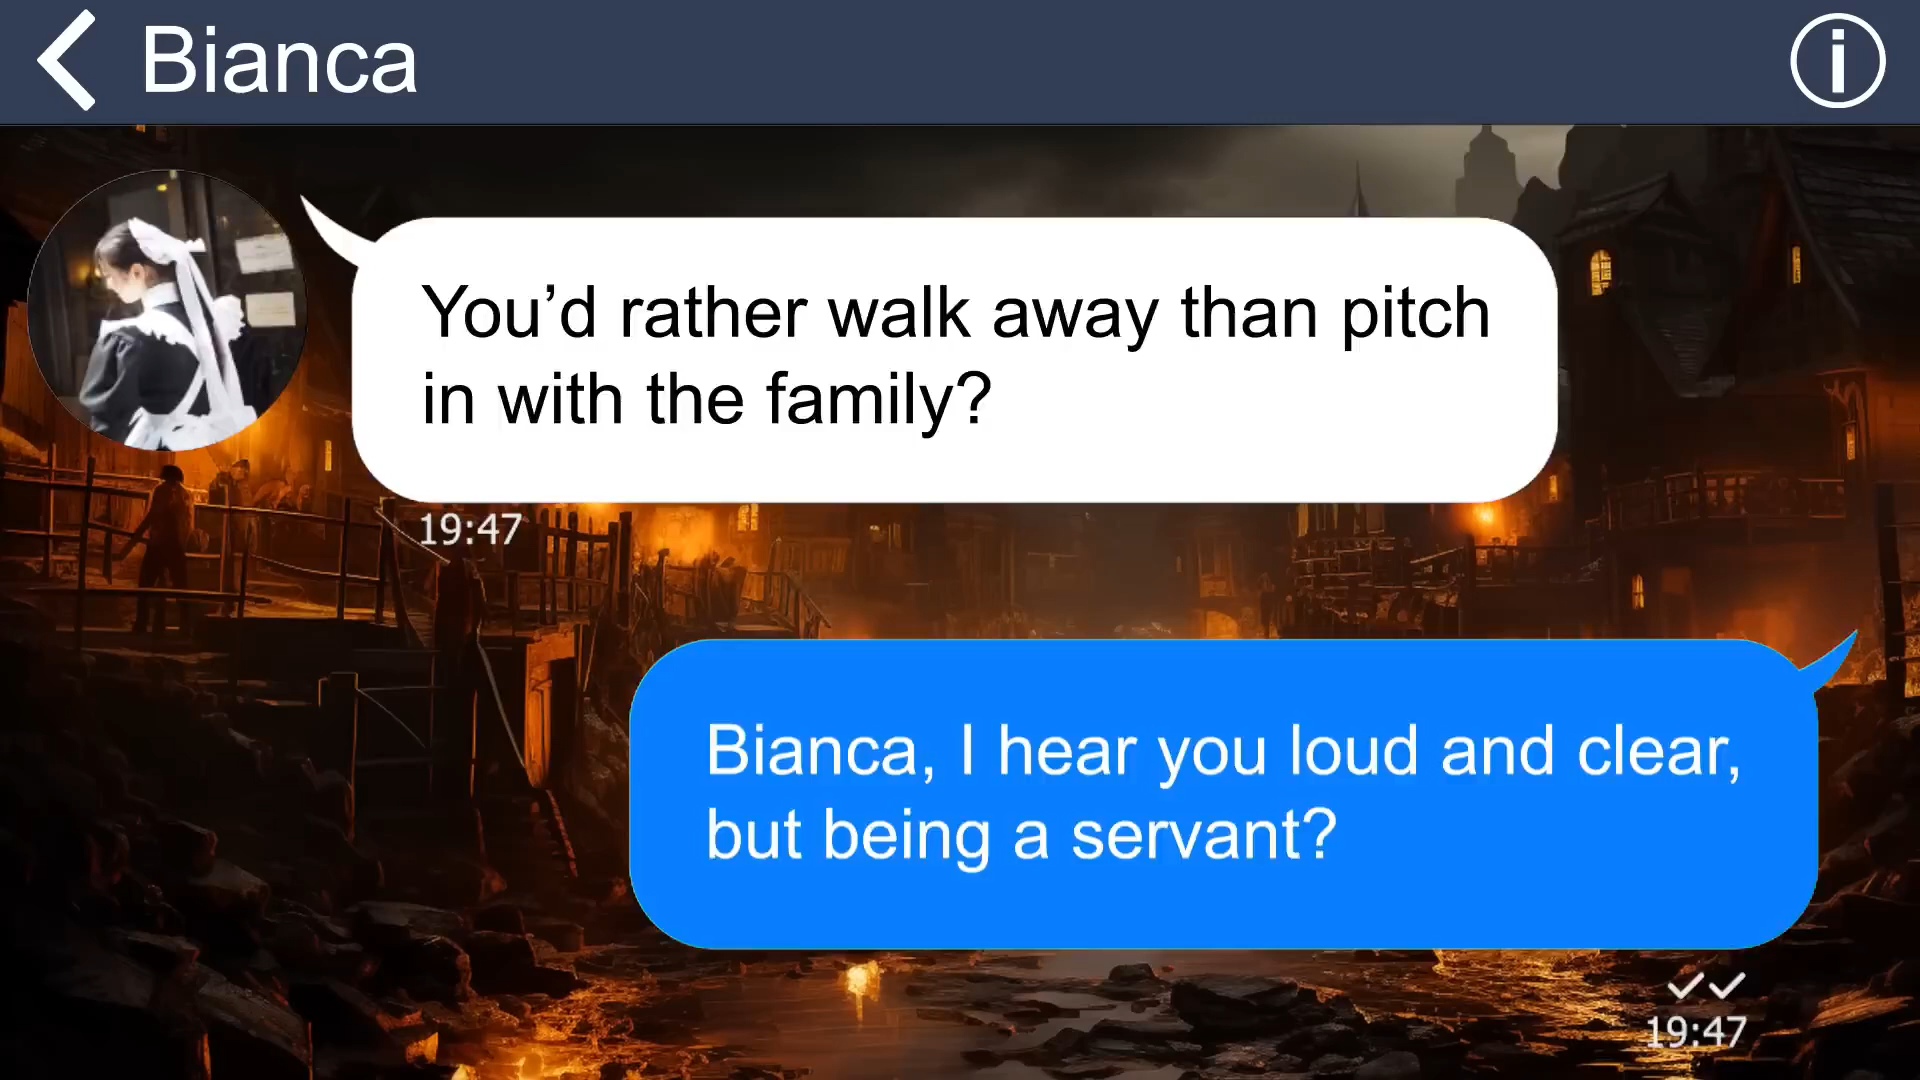 Bianca
You’d rather walk away than pitch
in with the family?
19:47
Bianca, I hear you loud and clear,
but being a servant?
19:47